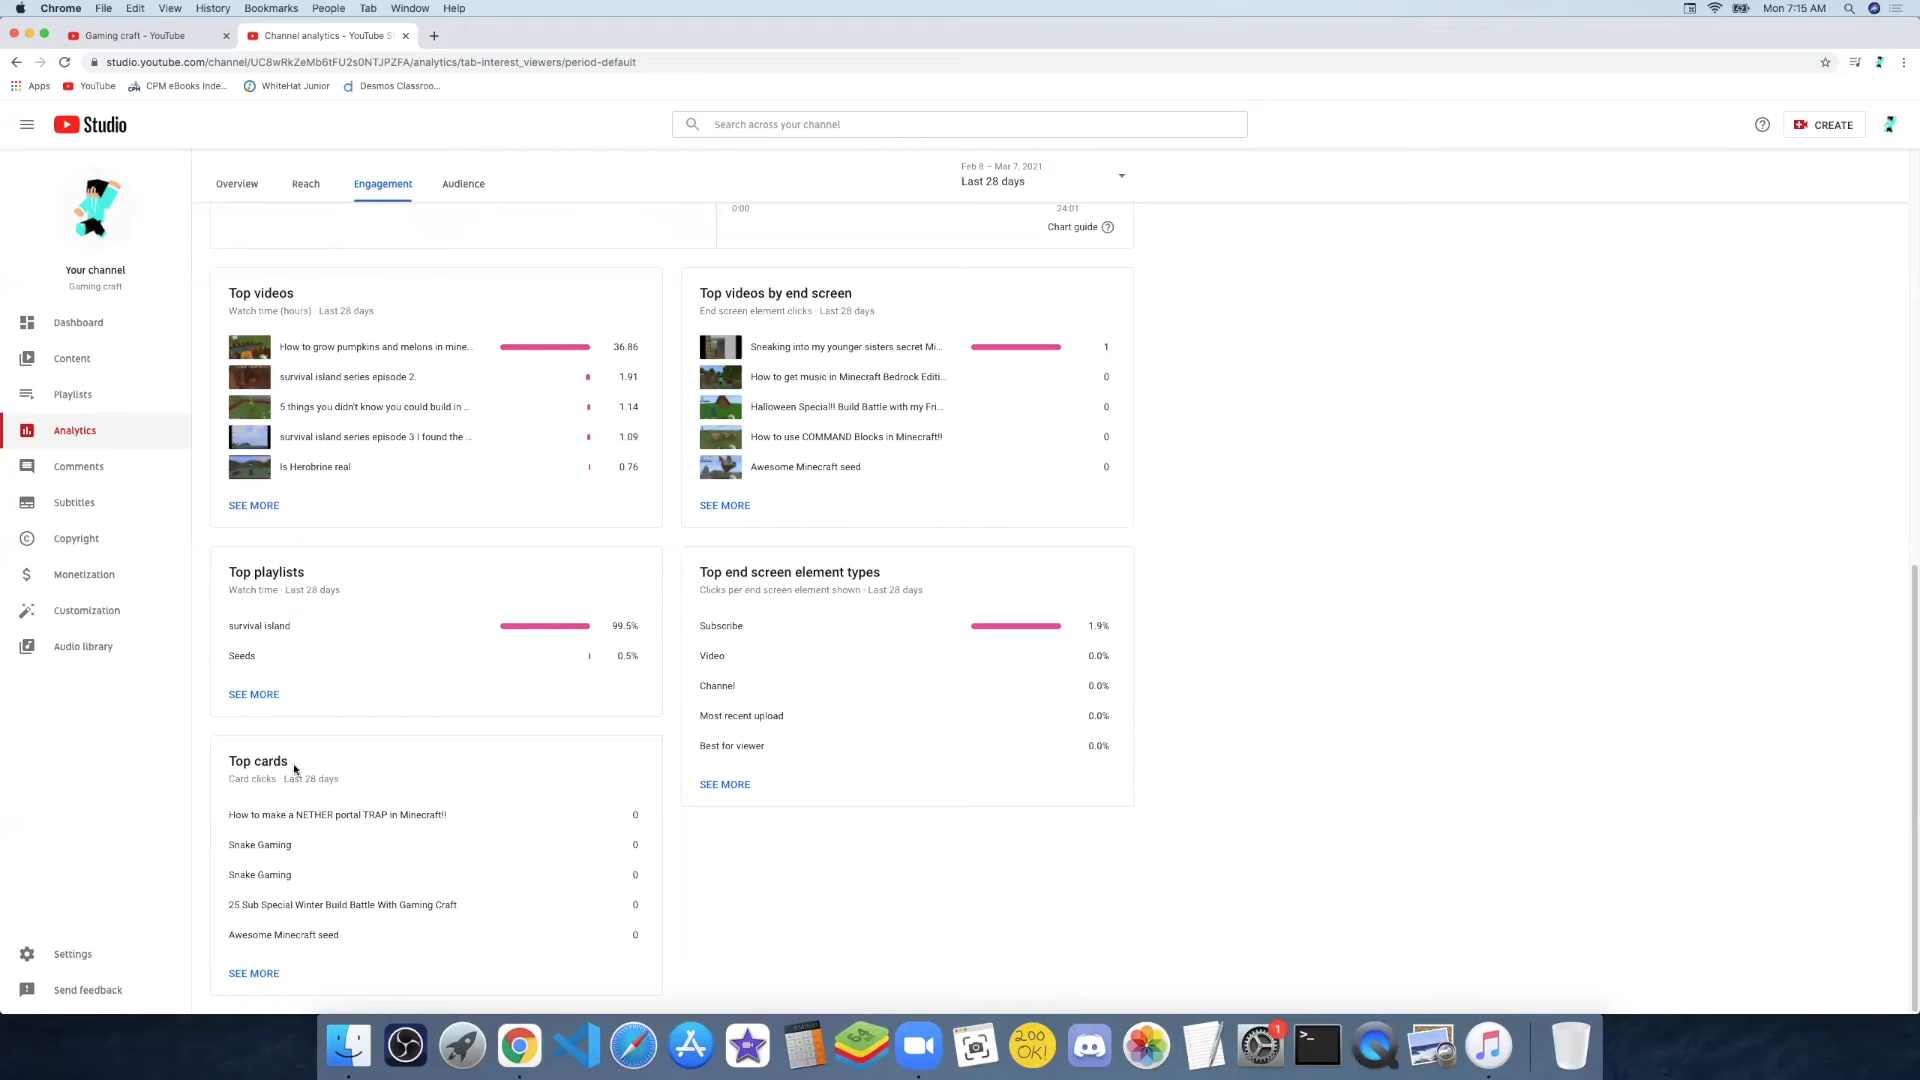 Chrome File Edit View History Bookmarks People Tab Window Help Mon 7:15 AM
Gaming craft - YouTube Channel analytics - YouTube S
studio.youtube.com/channel/UC8wRkZeMb6tFU2s0NTJPZFA/analytics/tab-interest_viewers/period-default
Apps YouTube CPM eBooks Inde... WhiteHat Junior Desmos Classroo...
Studio Search across your channel CREATE
Your channel
Gaming craft
Dashboard
Content
Playlists
Analytics
Comments
Subtitles
Copyright
Monetization
Customization
Audio library
Settings
Send feedback
Overview Reach Engagement Audience
Feb 8 – Mar 7, 2021
Last 28 days
0:00 24:01
Chart guide
Top videos
Watch time (hours) · Last 28 days
How to grow pumpkins and melons in mine... 36.86
survival island series episode 2. 1.91
5 things you didn't know you could build in ... 1.14
survival island series episode 3 I found the ... 1.09
Is Herobrine real 0.76
SEE MORE
Top videos by end screen
End screen element clicks · Last 28 days
Sneaking into my younger sisters secret Mi... 1
How to get music in Minecraft Bedrock Editi... 0
Halloween Special!! Build Battle with my Fri... 0
How to use COMMAND Blocks in Minecraft!! 0
Awesome Minecraft seed 0
SEE MORE
Top playlists
Watch time · Last 28 days
survival island 99.5%
Seeds 0.5%
SEE MORE
Top end screen element types
Clicks per end screen element shown · Last 28 days
Subscribe 1.9%
Video 0.0%
Channel 0.0%
Most recent upload 0.0%
Best for viewer 0.0%
SEE MORE
Top cards
Card clicks · Last 28 days
How to make a NETHER portal TRAP in Minecraft!! 0
Snake Gaming 0
Snake Gaming 0
25 Sub Special Winter Build Battle With Gaming Craft 0
Awesome Minecraft seed 0
SEE MORE
64
200
OK!
1